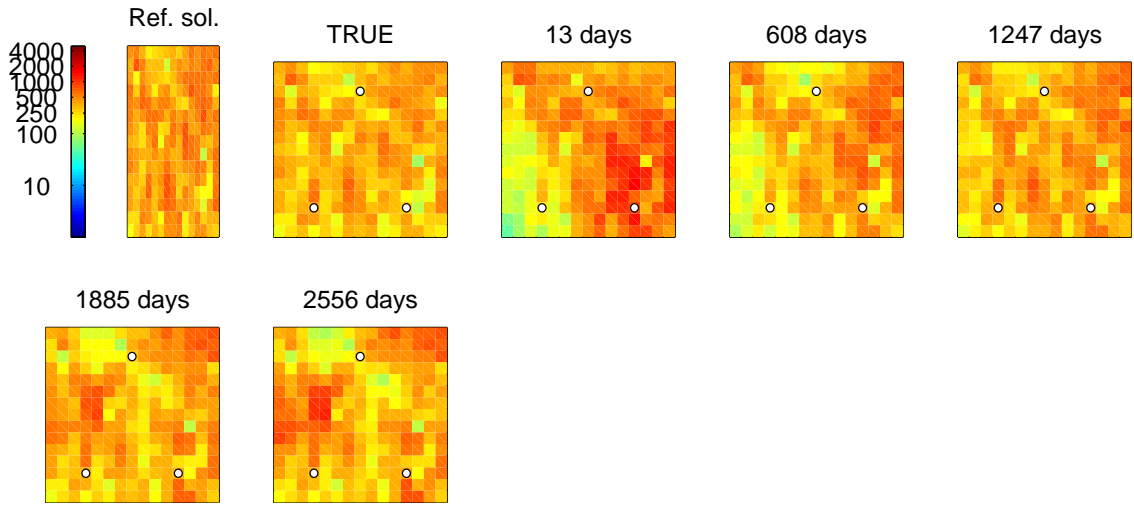 Ref. sol.
TRUE
13 days
608 days
1247 days
4000
2000
1000
500
250
100
10
1885 days
2556 days